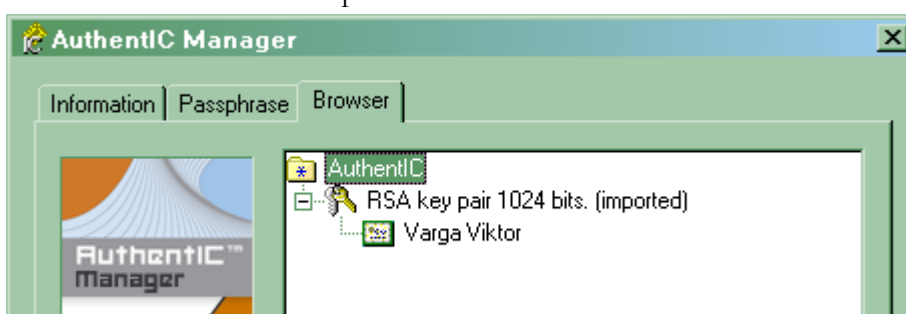 AuthentIC Manager
Information Passphrase Browser
AuthentIC
RSA key pair 1024 bits. (imported)
Varga Viktor
AuthentIC™
Manager